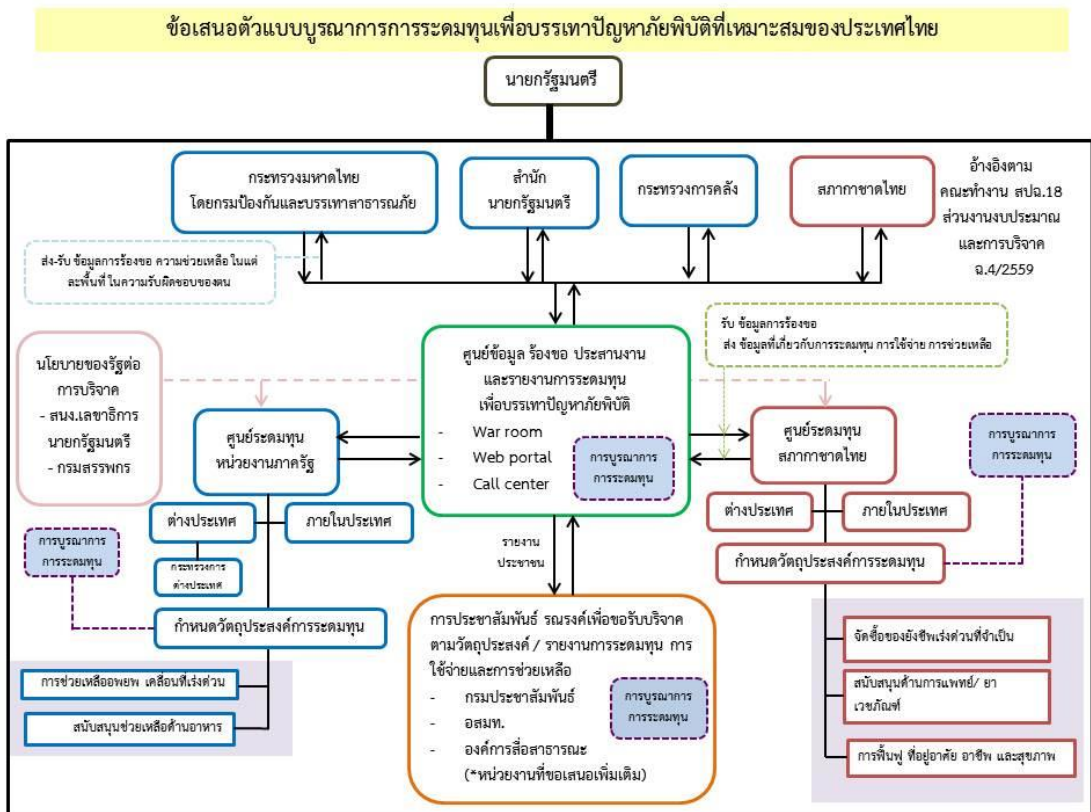 ข้อเสนอตัวแบบบูรณาการการระดมทุนเพื่อบรรเทาปัญหาภัยพิบัติที่เหมาะสมของประเทศไทย
นายกรัฐมนตรี
กระทรวงมหาดไทย
โดยกรมป้องกันและบรรเทาสาธารณภัย
สำนัก
นายกรัฐมนตรี
กระทรวงการคลัง
สภากาชาดไทย
อ้างอิงตาม
คณะทำงาน สปฉ.18
ส่วนงานงบประมาณ
และการบริจาค
ฉ.4/2559
ส่ง-รับ ข้อมูลการร้องขอ ความช่วยเหลือ ในแต่
ละพื้นที่ ในความรับผิดชอบของตน
รับ ข้อมูลการร้องขอ
ส่ง ข้อมูลที่เกี่ยวกับการระดมทุน การใช้จ่าย การช่วยเหลือ
นโยบายของรัฐต่อ
การบริจาค
- สนง.เลขาธิการ
นายกรัฐมนตรี
- กรมสรรพกร
ศูนย์ข้อมูล ร้องขอ ประสานงาน
และรายงานการระดมทุน
เพื่อบรรเทาปัญหาภัยพิบัติ
- War room
- Web portal
- Call center
การบูรณาการ
การระดมทุน
ศูนย์ระดมทุน
หน่วยงานภาครัฐ
ศูนย์ระดมทุน
สภากาชาดไทย
การบูรณาการ
การระดมทุน
ต่างประเทศ
ภายในประเทศ
กระทรวงการ
ต่างประเทศ
การบูรณาการ
การระดมทุน
กำหนดวัตถุประสงค์การระดมทุน
การช่วยเหลืออพยพ เคลื่อนที่เร่งด่วน
สนับสนุนช่วยเหลือด้านอาหาร
รายงาน
ประชาชน
การประชาสัมพันธ์ รณรงค์เพื่อขอรับบริจาค
ตามวัตถุประสงค์ / รายงานการระดมทุน การ
ใช้จ่ายและการช่วยเหลือ
- กรมประชาสัมพันธ์
- อสมท.
- องค์การสื่อสาธารณะ
(*หน่วยงานที่ขอเสนอเพิ่มเติม)
การบูรณาการ
การระดมทุน
ต่างประเทศ
ภายในประเทศ
กำหนดวัตถุประสงค์การระดมทุน
จัดซื้อของยังชีพเร่งด่วนที่จำเป็น
สนับสนุนด้านการแพทย์/ ยา
เวชภัณฑ์
การฟื้นฟู ที่อยู่อาศัย อาชีพ และสุขภาพ